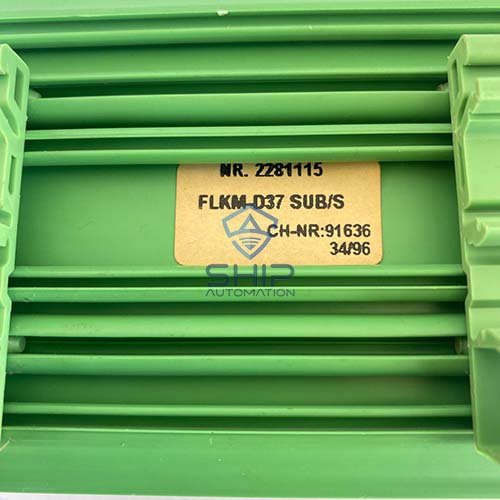 NR. 2281115
FLKM-D37 SUB/S
CH-NR:91636
34/96
SHIP
AUTOMATION